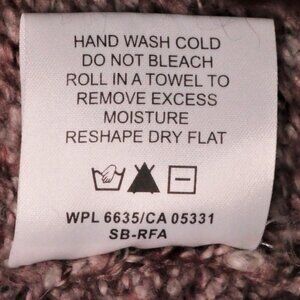 HAND WASH COLD
DO NOT BLEACH
ROLL IN A TOWEL TO
REMOVE EXCESS
MOISTURE
RESHAPE DRY FLAT
WPL 6635/CA 05331
SB-RFA